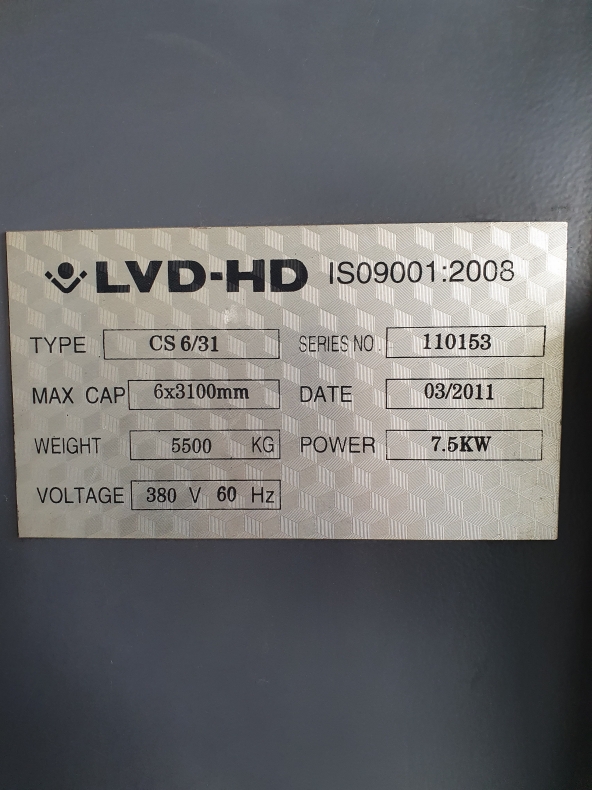 LVD-HD ISO9001:2008
TYPE CS 6/31 SERIES NO 110153
MAX CAP 6x3100mm DATE 03/2011
WEIGHT 5500 KG POWER 7.5KW
VOLTAGE 380 V 60 Hz